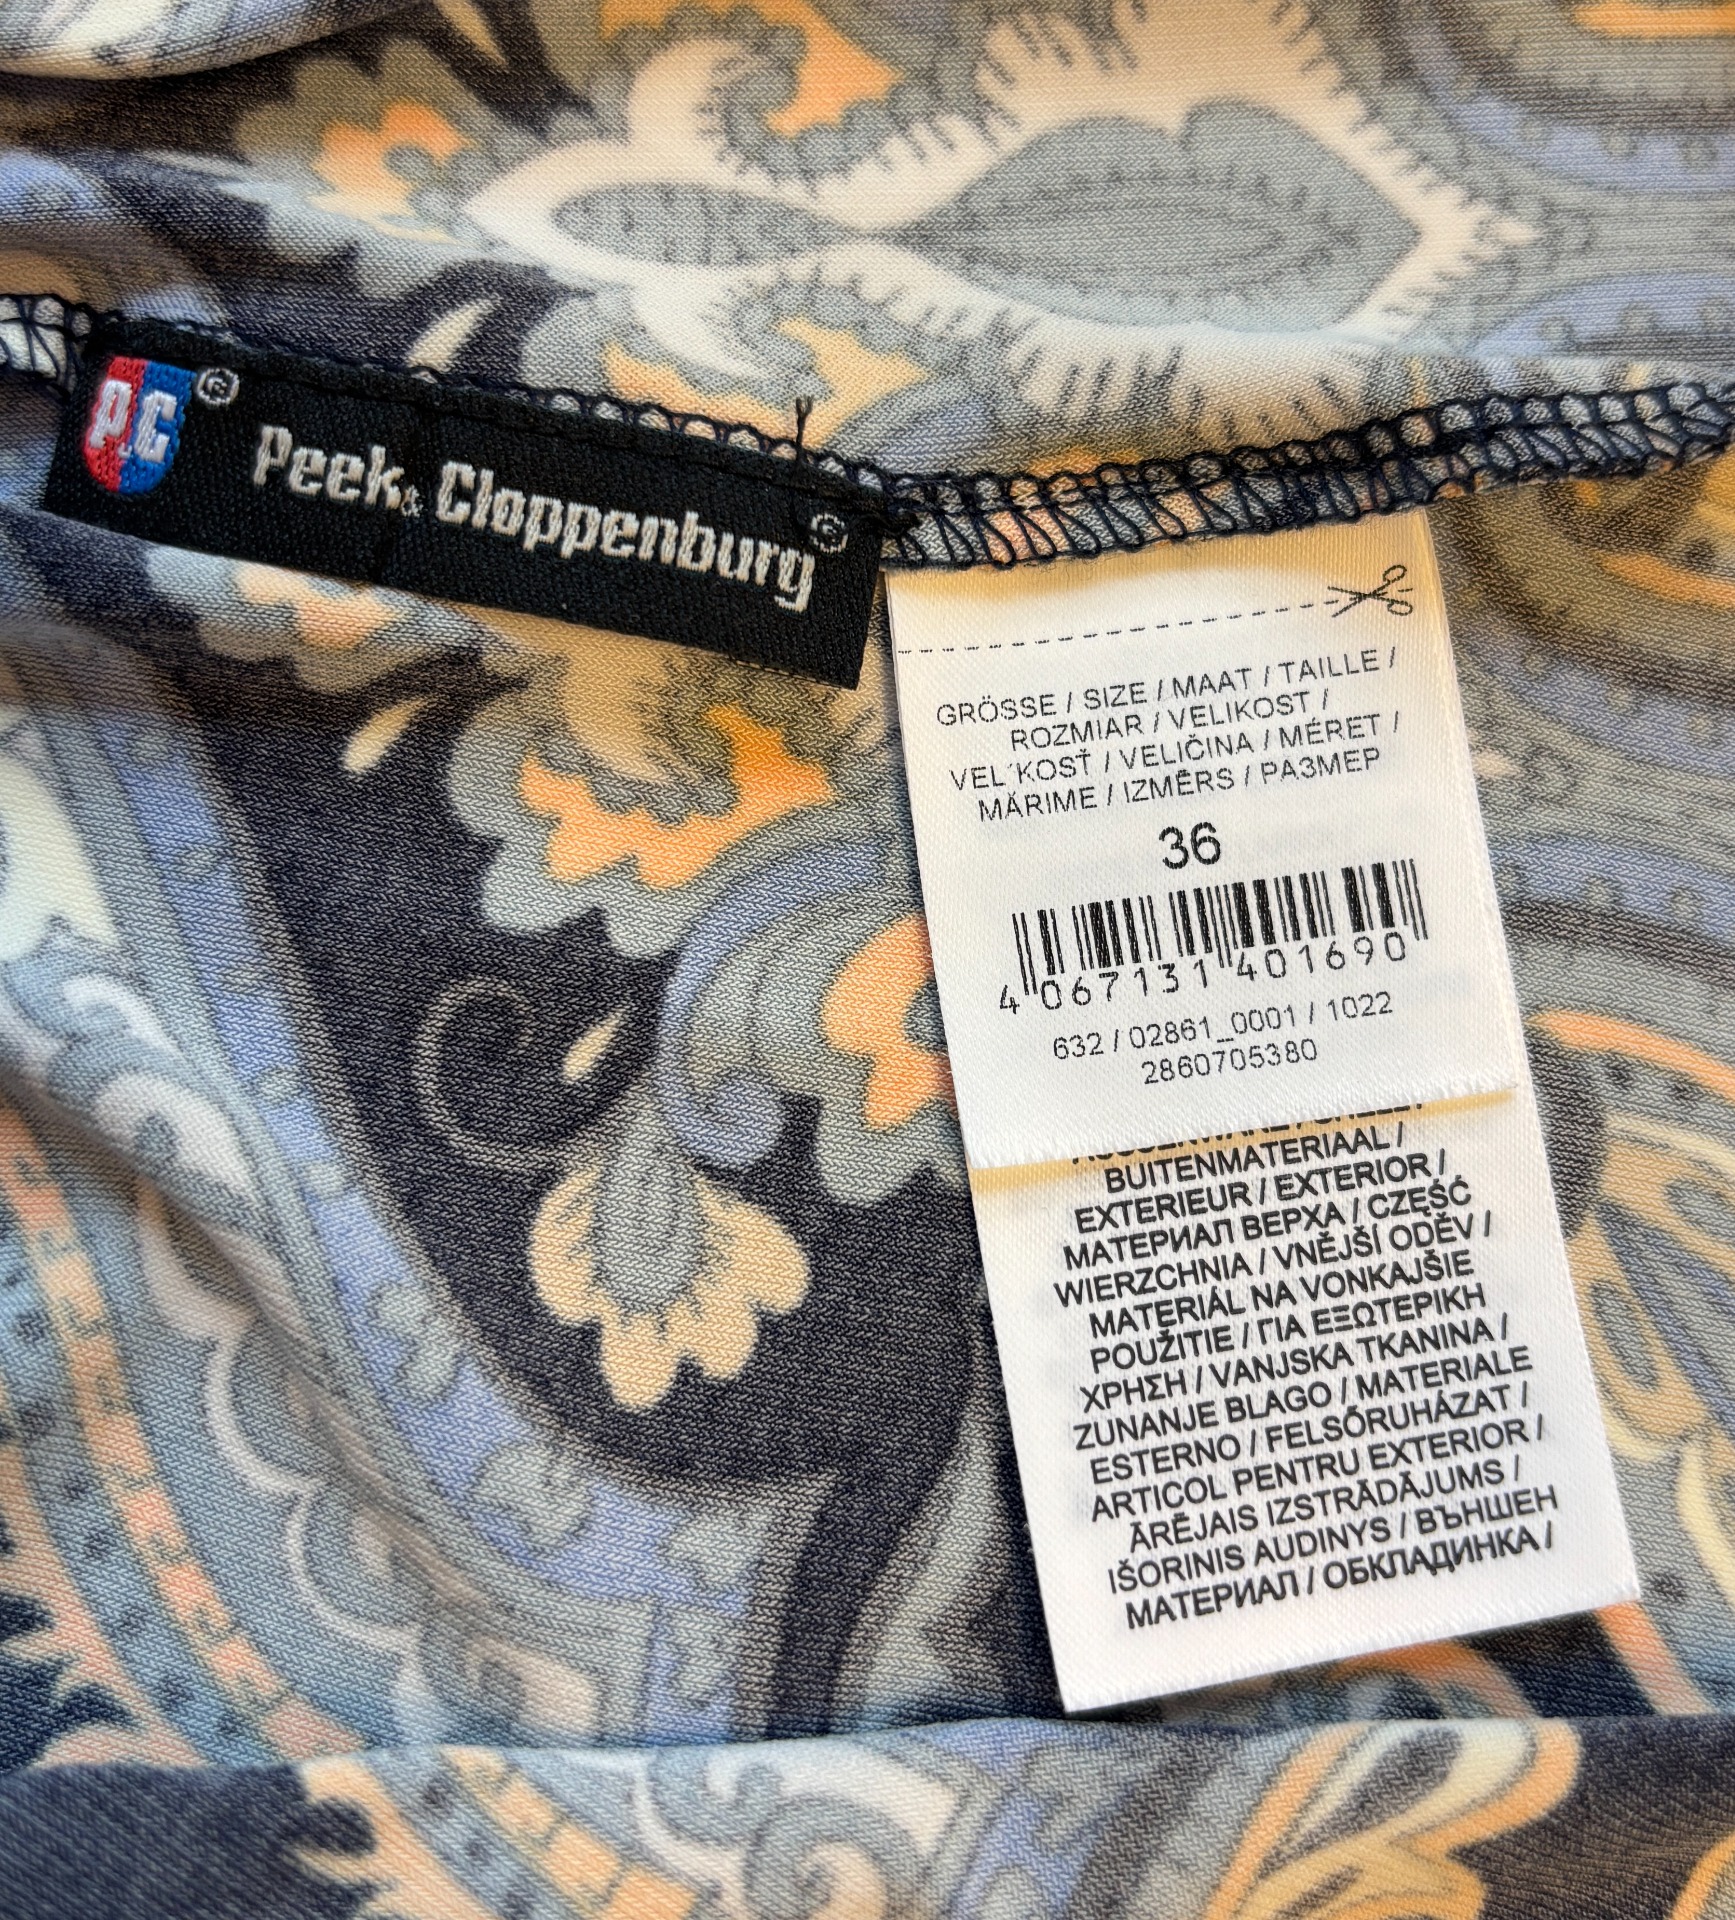 PC©
Peek & Cloppenburg©
GRÖSSE / SIZE / MAAT / TAILLE /
ROZMIAR / VELIKOST /
VEL´KOSŤ / VELIČINA / MÉRET /
MĂRIME / IZMĒRS / РАЗМЕР
36
4 067131 401690
632 / 02861_0001 / 1022
2860705380
BUITENMATERIAAL /
EXTERIEUR / EXTERIOR /
МАТЕРИАЛ ВЕРХА / CZĘŚĆ
WIERZCHNIA / VNĚJŠÍ ODĚV /
MATERIÁL NA VONKAJŠIE
POUŽITIE / ΓΙΑ ΕΞΩΤΕΡΙΚΗ
ΧΡΗΣΗ / VANJSKA TKANINA /
ZUNANJE BLAGO / MATERIALE
ESTERNO / FELSŐRUHÁZAT /
ARTICOL PENTRU EXTERIOR /
ĀRĒJAIS IZSTRĀDĀJUMS /
IŠORINIS AUDINYS / ВЪНШЕН
МАТЕРИАЛ / ОБКЛАДИНКА /